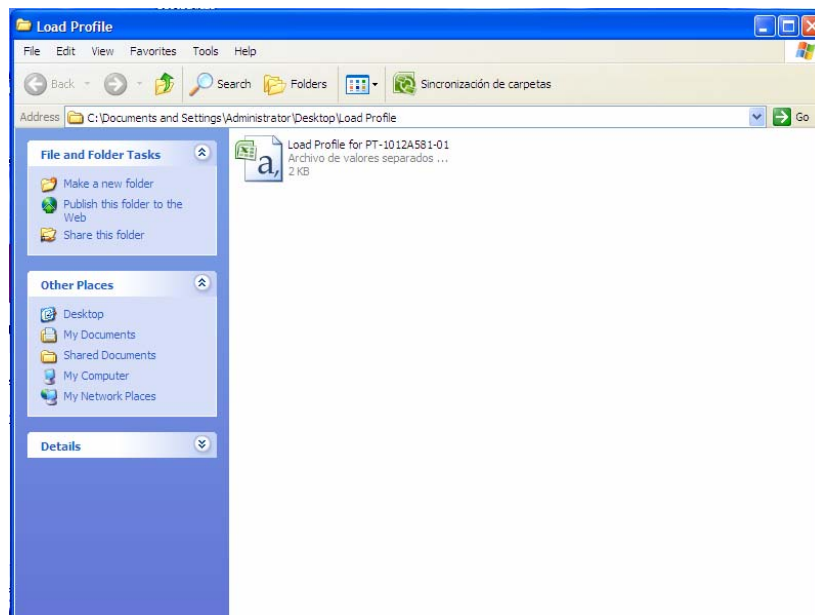 Load Profile
File Edit View Favorites Tools Help
Back Search Folders Sincronización de carpetas
Address C:\Documents and Settings\Administrator\Desktop\Load Profile Go
File and Folder Tasks
Make a new folder
Publish this folder to the
Web
Share this folder
Other Places
Desktop
My Documents
Shared Documents
My Computer
My Network Places
Details
Load Profile for PT-1012A581-01
Archivo de valores separados ...
2 KB
a,